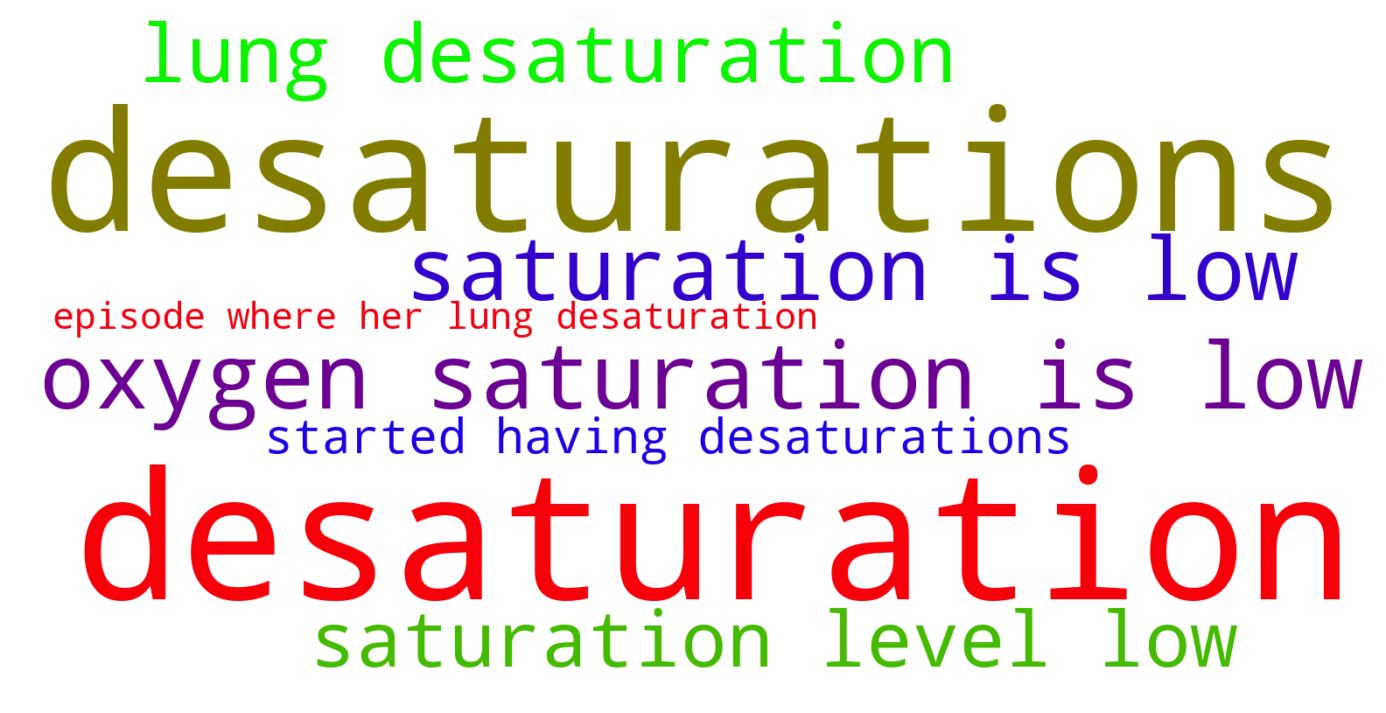 lung desaturation
desaturations
saturation is low
episode where her lung desaturation
oxygen saturation is low
started having desaturations
desaturation
saturation level low